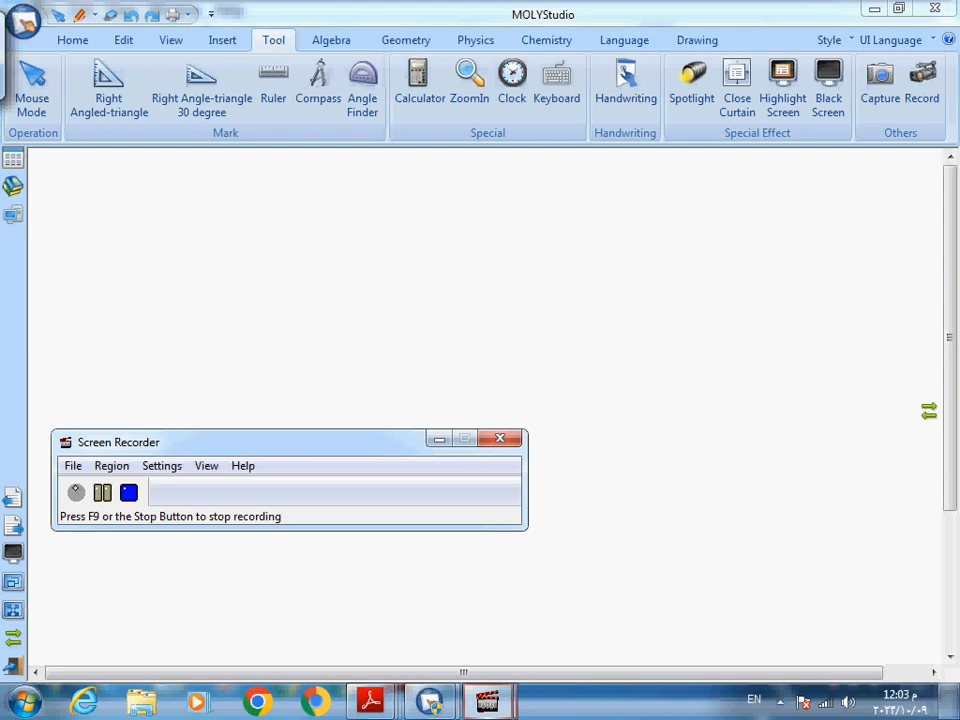 MOLYStudio
Home Edit View Insert Tool Algebra Geometry Physics Chemistry Language Drawing Style UI Language
Mouse Mode
Right Angled-triangle
Right Angle-triangle 30 degree
Ruler
Compass
Angle Finder
Calculator
ZoomIn
Clock
Keyboard
Handwriting
Spotlight
Close Curtain
Highlight Screen
Black Screen
Capture
Record
Operation Mark Special Handwriting Special Effect Others
Screen Recorder
File Region Settings View Help
Press F9 or the Stop Button to stop recording
EN
12:03 م
٢٠٢٣/١٠/٠٩